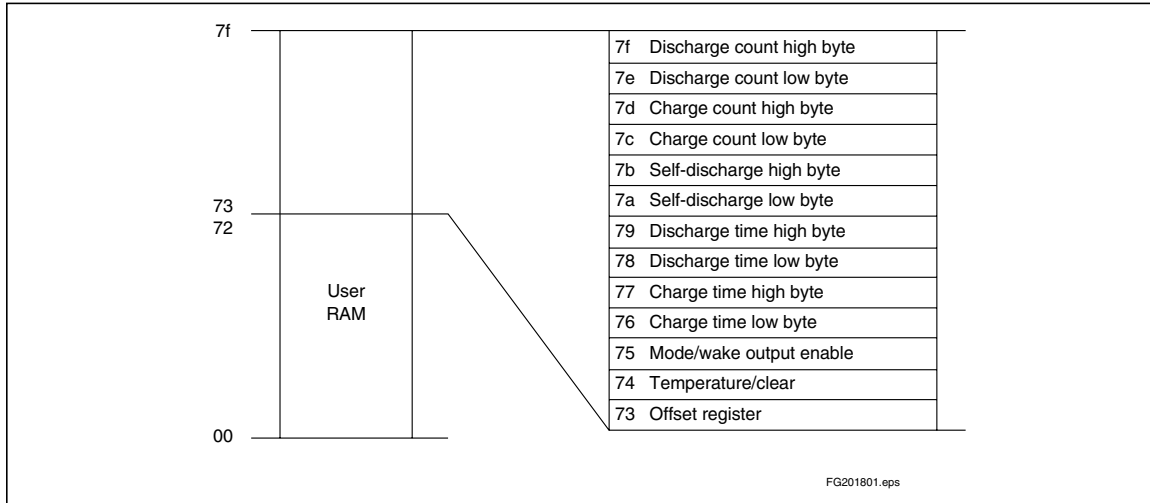 7f
73
72
User
RAM
00
7f Discharge count high byte
7e Discharge count low byte
7d Charge count high byte
7c Charge count low byte
7b Self-discharge high byte
7a Self-discharge low byte
79 Discharge time high byte
78 Discharge time low byte
77 Charge time high byte
76 Charge time low byte
75 Mode/wake output enable
74 Temperature/clear
73 Offset register
FG201801.eps